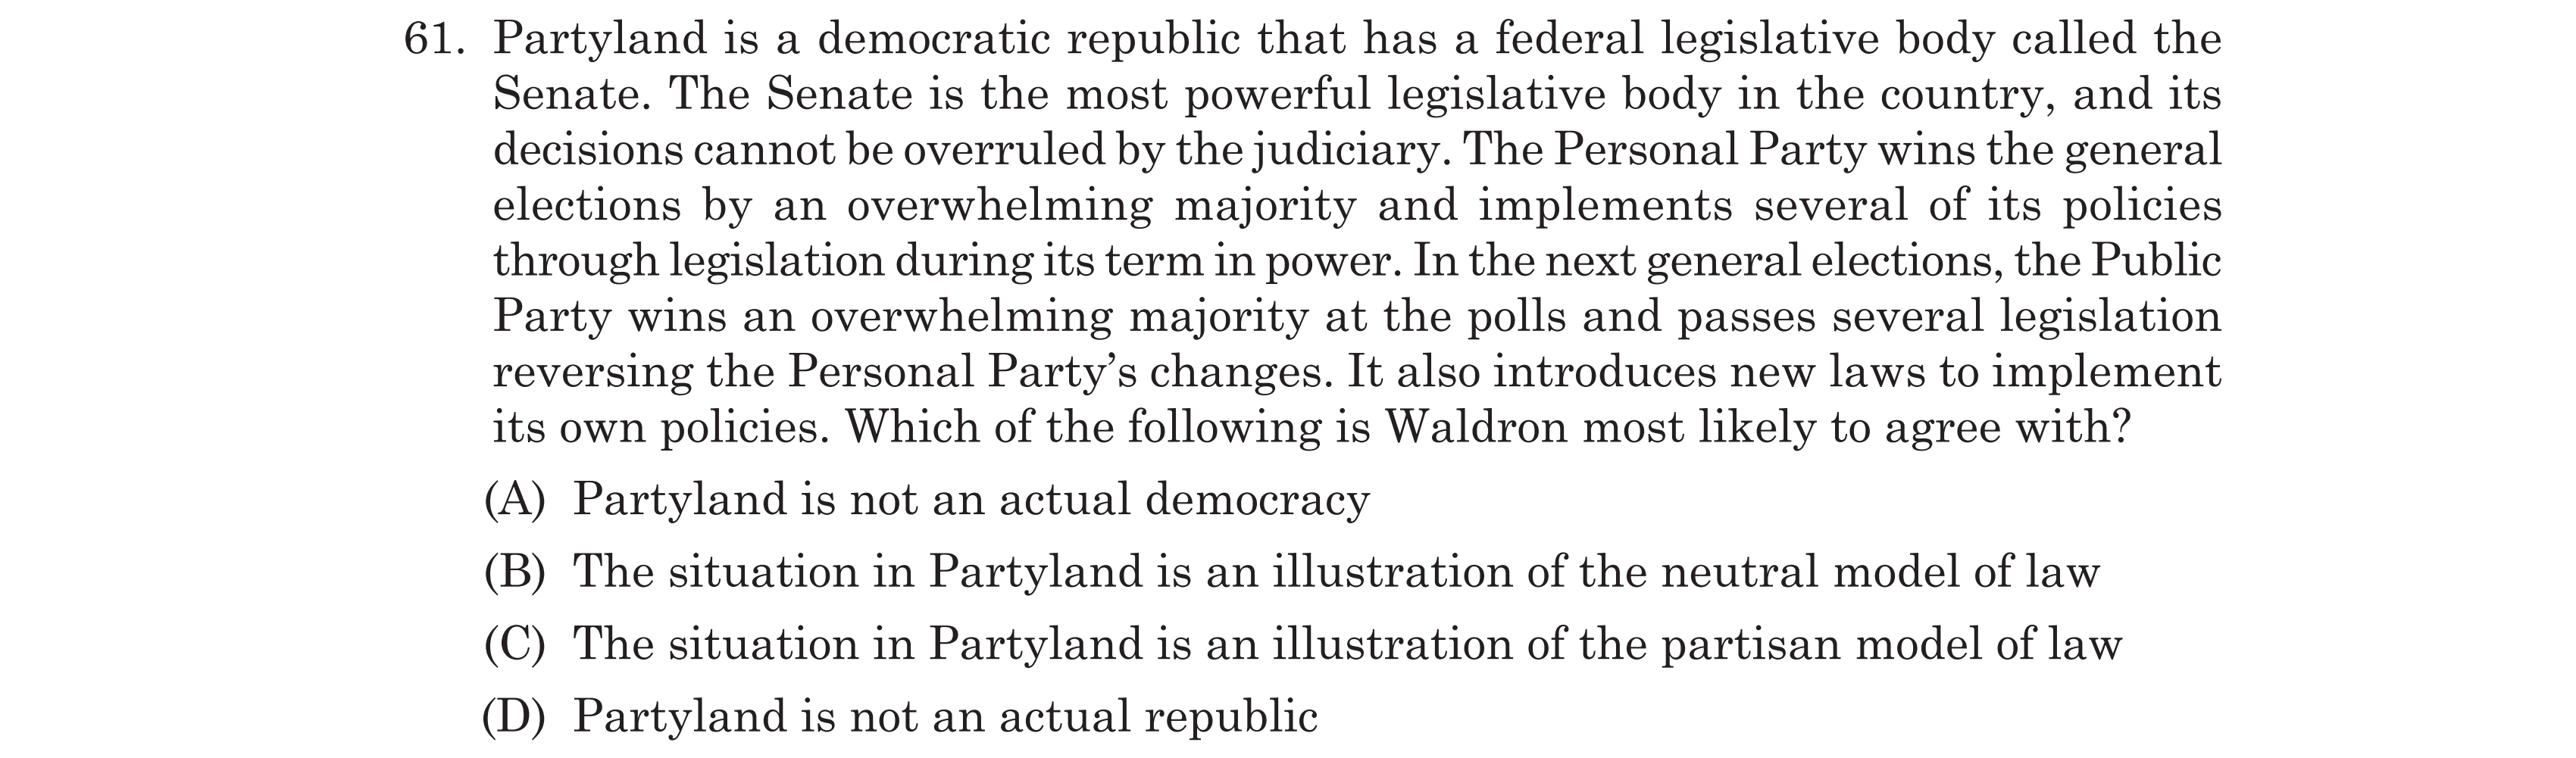 61. Partyland is a democratic republic that has a federal legislative body called the
Senate. The Senate is the most powerful legislative body in the country, and its
decisions cannot be overruled by the judiciary. The Personal Party wins the general
elections by an overwhelming majority and implements several of its policies
through legislation during its term in power. In the next general elections, the Public
Party wins an overwhelming majority at the polls and passes several legislation
reversing the Personal Party’s changes. It also introduces new laws to implement
its own policies. Which of the following is Waldron most likely to agree with?
(A) Partyland is not an actual democracy
(B) The situation in Partyland is an illustration of the neutral model of law
(C) The situation in Partyland is an illustration of the partisan model of law
(D) Partyland is not an actual republic